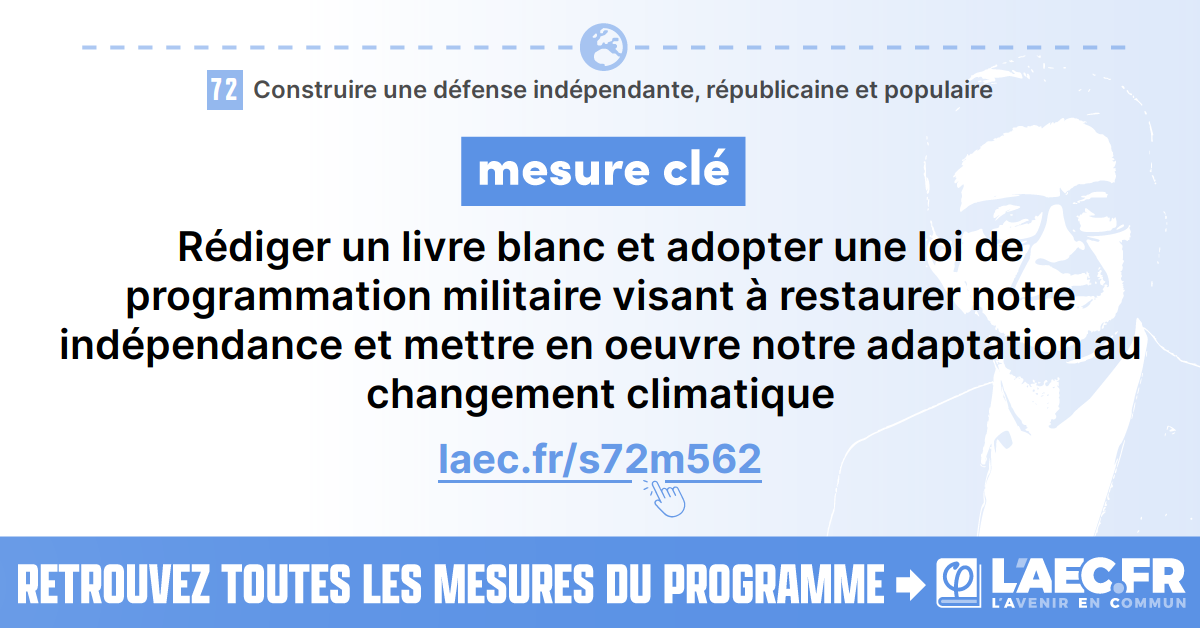 72 Construire une défense indépendante, républicaine et populaire
mesure clé
Rédiger un livre blanc et adopter une loi de
programmation militaire visant à restaurer notre
indépendance et mettre en oeuvre notre adaptation au
changement climatique
laec.fr/s72m562
RETROUVEZ TOUTES LES MESURES DU PROGRAMME
φ L'AEC.FR
L'AVENIR EN COMMUN